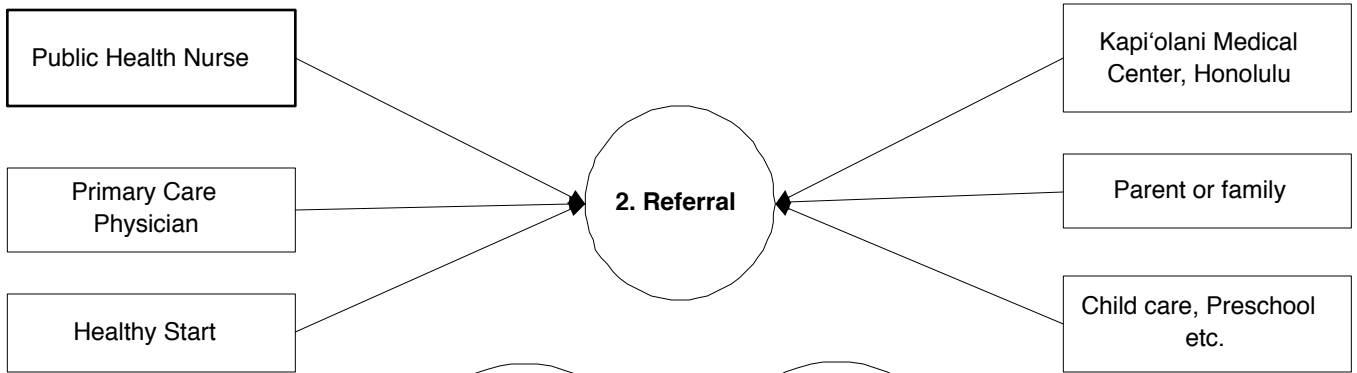 Public Health Nurse
Primary Care
Physician
Healthy Start
2. Referral
Kapi‘olani Medical
Center, Honolulu
Parent or family
Child care, Preschool
etc.